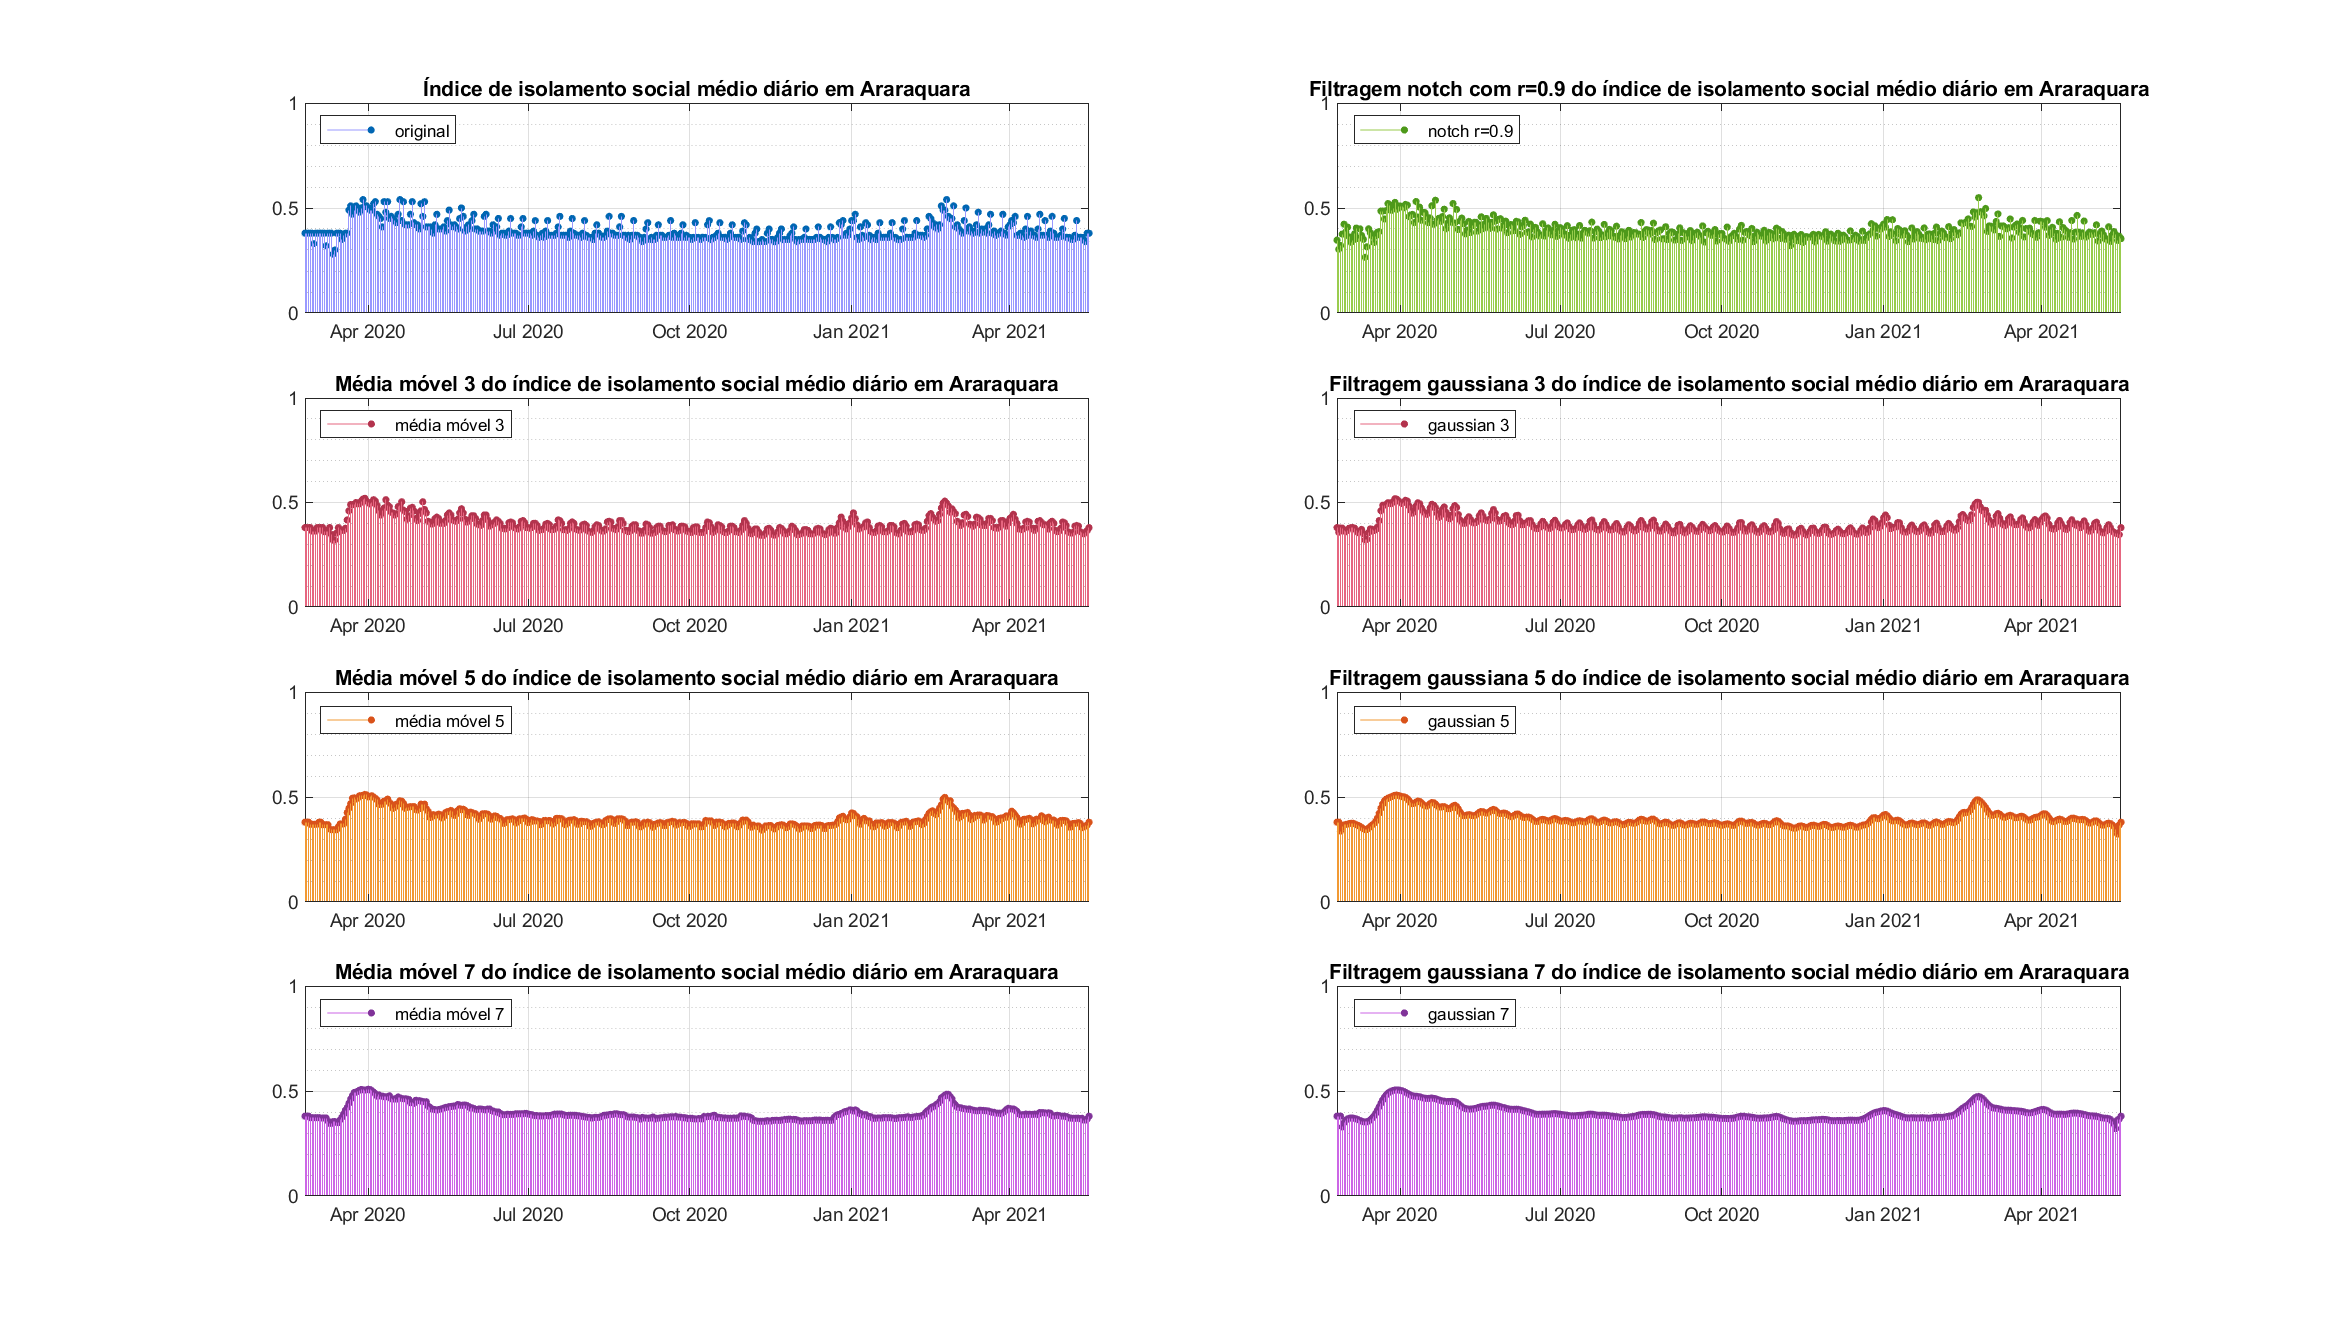 Índice de isolamento social médio diário em Araraquara
1
original
0.5
0
Apr 2020 Jul 2020 Oct 2020 Jan 2021 Apr 2021
Filtragem notch com r=0.9 do índice de isolamento social médio diário em Araraquara
1
notch r=0.9
0.5
0
Apr 2020 Jul 2020 Oct 2020 Jan 2021 Apr 2021
Média móvel 3 do índice de isolamento social médio diário em Araraquara
1
média móvel 3
0.5
0
Apr 2020 Jul 2020 Oct 2020 Jan 2021 Apr 2021
Filtragem gaussiana 3 do índice de isolamento social médio diário em Araraquara
1
gaussian 3
0.5
0
Apr 2020 Jul 2020 Oct 2020 Jan 2021 Apr 2021
Média móvel 5 do índice de isolamento social médio diário em Araraquara
1
média móvel 5
0.5
0
Apr 2020 Jul 2020 Oct 2020 Jan 2021 Apr 2021
Filtragem gaussiana 5 do índice de isolamento social médio diário em Araraquara
1
gaussian 5
0.5
0
Apr 2020 Jul 2020 Oct 2020 Jan 2021 Apr 2021
Média móvel 7 do índice de isolamento social médio diário em Araraquara
1
média móvel 7
0.5
0
Apr 2020 Jul 2020 Oct 2020 Jan 2021 Apr 2021
Filtragem gaussiana 7 do índice de isolamento social médio diário em Araraquara
1
gaussian 7
0.5
0
Apr 2020 Jul 2020 Oct 2020 Jan 2021 Apr 2021